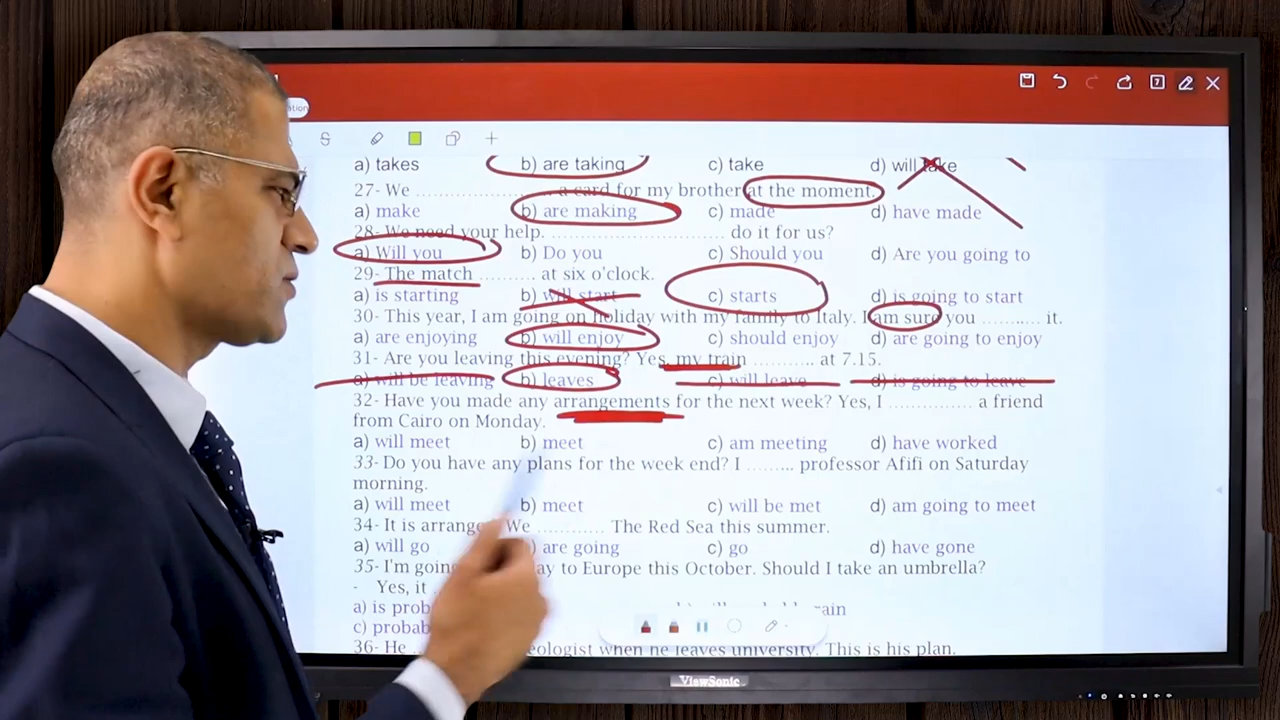 ation
7
a) takes b) are taking c) take d) will take
27- We .................... a card for my brother at the moment.
a) make b) are making c) made d) have made
28- We need your help. ............................ do it for us?
a) Will you b) Do you c) Should you d) Are you going to
29- The match .......... at six o'clock.
a) is starting b) will start c) starts d) is going to start
30- This year, I am going on holiday with my family to Italy. I am sure you ........... it.
a) are enjoying b) will enjoy c) should enjoy d) are going to enjoy
31- Are you leaving this evening? Yes, my train ........... at 7.15.
a) will be leaving b) leaves c) will leave d) is going to leave
32- Have you made any arrangements for the next week? Yes, I .............. a friend
from Cairo on Monday.
a) will meet b) meet c) am meeting d) have worked
33- Do you have any plans for the week end? I ........ professor Afifi on Saturday
morning.
a) will meet b) meet c) will be met d) am going to meet
34- It is We ........... The Red Sea this summer.
a) will go are going c) go d) have gone
35- I'm to Europe this October. Should I take an umbrella?
- Yes, it
a) is
c)
36- He when he leaves university. This is his plan.
ViewSonic